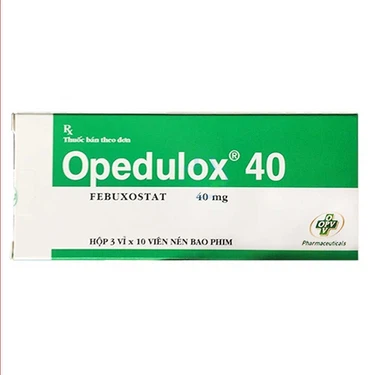 Rx
Thuốc bán theo đơn
Opedulox® 40
FEBUXOSTAT 40 mg
HỘP 3 VỈ x 10 VIÊN NÉN BAO PHIM
OPV
Pharmaceuticals